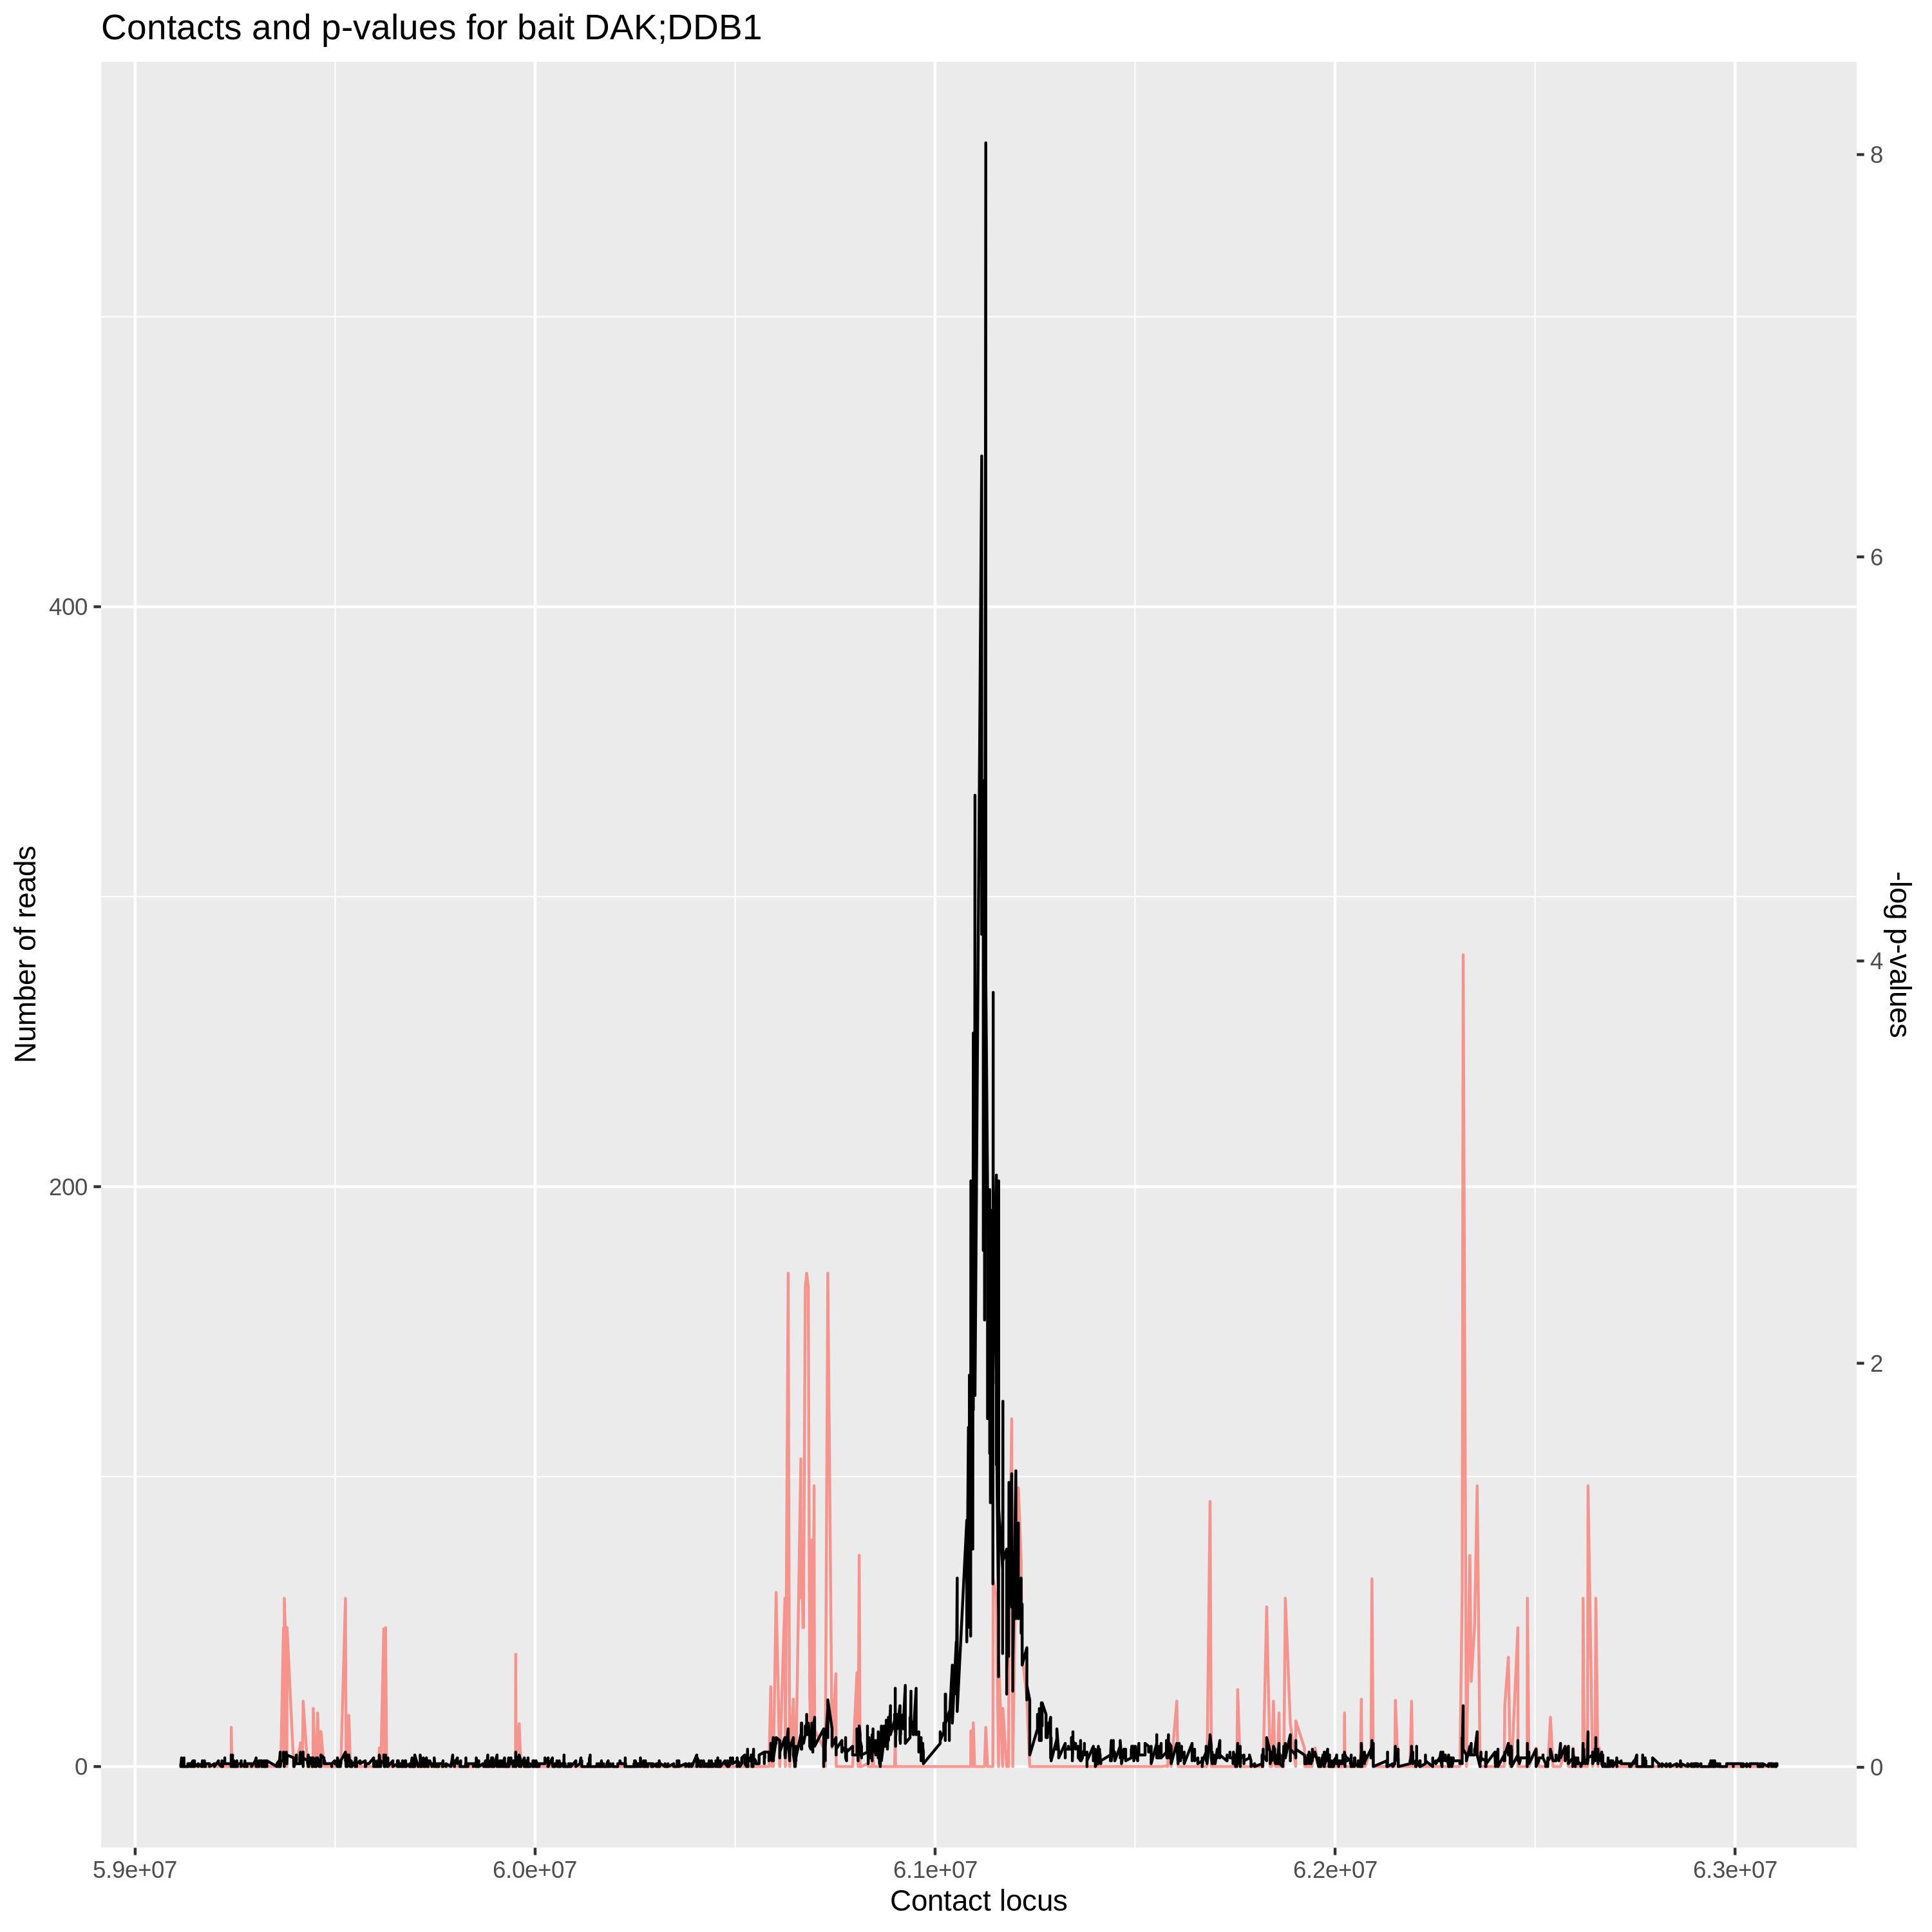 Contacts and p-values for bait DAK;DDB1
8
6
400
Number of reads
-log p-values
4
200
2
0
0
5.9e+07
6.0e+07
6.1e+07
6.2e+07
6.3e+07
Contact locus